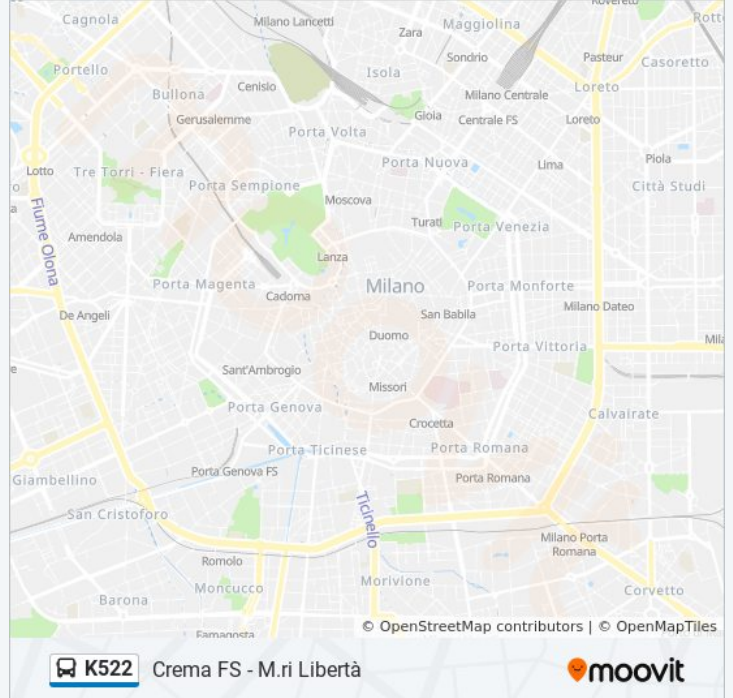 Rovereto
Cagnola
Milano Lancetti
Maggiolina
Zara
Portello
Sondrio
Pasteur
Casoretto
Isola
Bullona
Cenisio
Milano Centrale
Loreto
Gerusalemme
Gioia
Centrale FS
Loreto
Porta Volta
Lotto
Tre Torri - Fiera
Porta Nuova
Lima
Piola
Porta Sempione
Città Studi
Moscova
Turati
Porta Venezia
Fiume Olona
Amendola
Lanza
Porta Magenta
Cadorna
Milano
Porta Monforte
De Angeli
San Babila
Milano Dateo
Duomo
Porta Vittoria
Sant'Ambrogio
Missori
Porta Genova
Crocetta
Calvairate
Porta Ticinese
Porta Romana
Giambellino
Porta Genova FS
Porta Romana
San Cristoforo
Ticinello
Milano Porta
Romana
Romolo
Moncucco
Morivione
Corvetto
Barona
Famagosta
© OpenStreetMap contributors | © OpenMapTiles
K522 Crema FS - M.ri Libertà
moovit